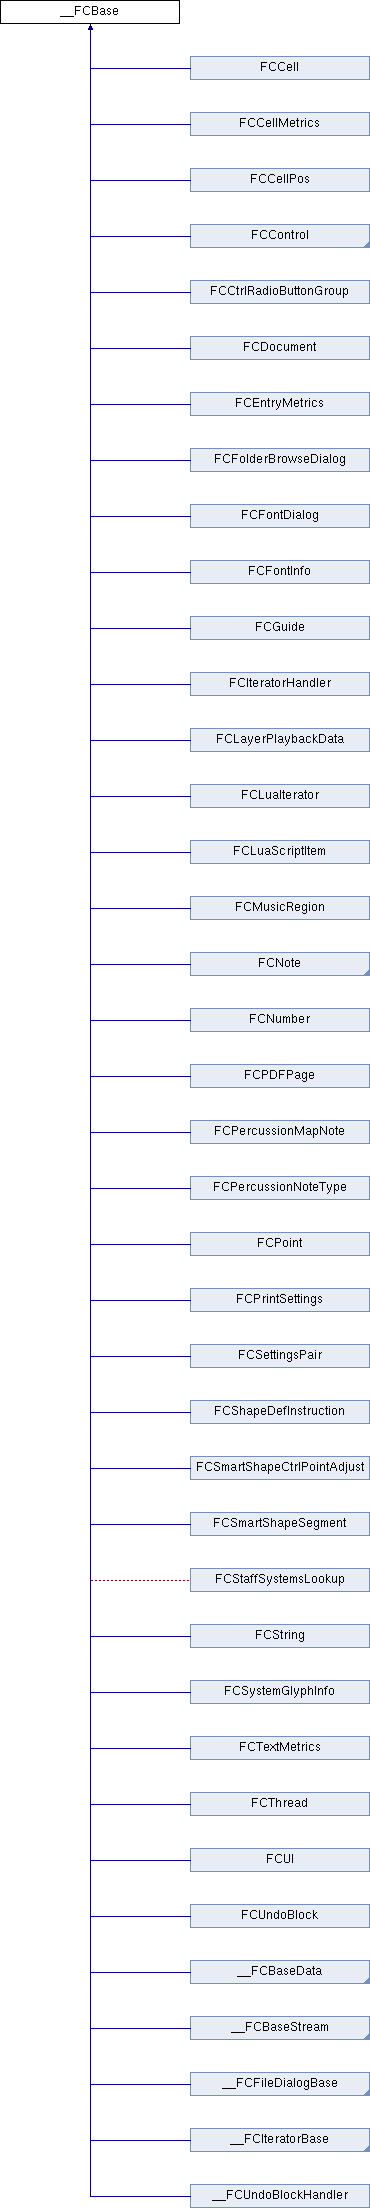 __FCBase
FCCell
FCCellMetrics
FCCellPos
FCControl
FCCtrlRadioButtonGroup
FCDocument
FCEntryMetrics
FCFolderBrowseDialog
FCFontDialog
FCFontInfo
FCGuide
FCIteratorHandler
FCLayerPlaybackData
FCLuaIterator
FCLuaScriptItem
FCMusicRegion
FCNote
FCNumber
FCPDFPage
FCPercussionMapNote
FCPercussionNoteType
FCPoint
FCPrintSettings
FCSettingsPair
FCShapeDefInstruction
FCSmartShapeCtrlPointAdjust
FCSmartShapeSegment
FCStaffSystemsLookup
FCString
FCSystemGlyphInfo
FCTextMetrics
FCThread
FCUI
FCUndoBlock
__FCBaseData
__FCBaseStream
__FCFileDialogBase
__FCIteratorBase
__FCUndoBlockHandler